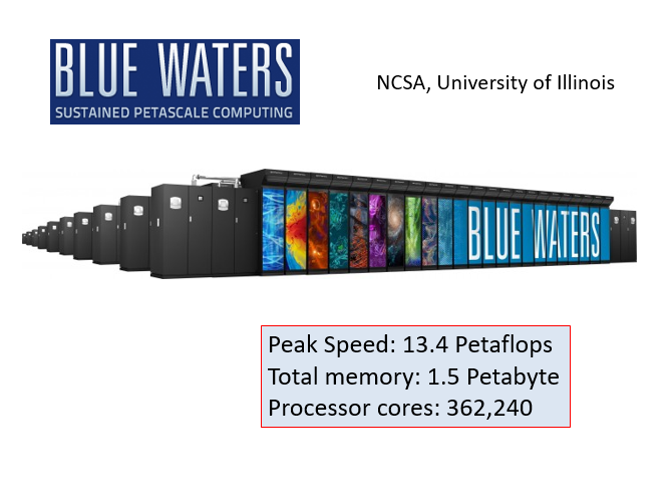 BLUE WATERS
SUSTAINED PETASCALE COMPUTING
NCSA, University of Illinois
BLUE WATERS
Peak Speed: 13.4 Petaflops
Total memory: 1.5 Petabyte
Processor cores: 362,240